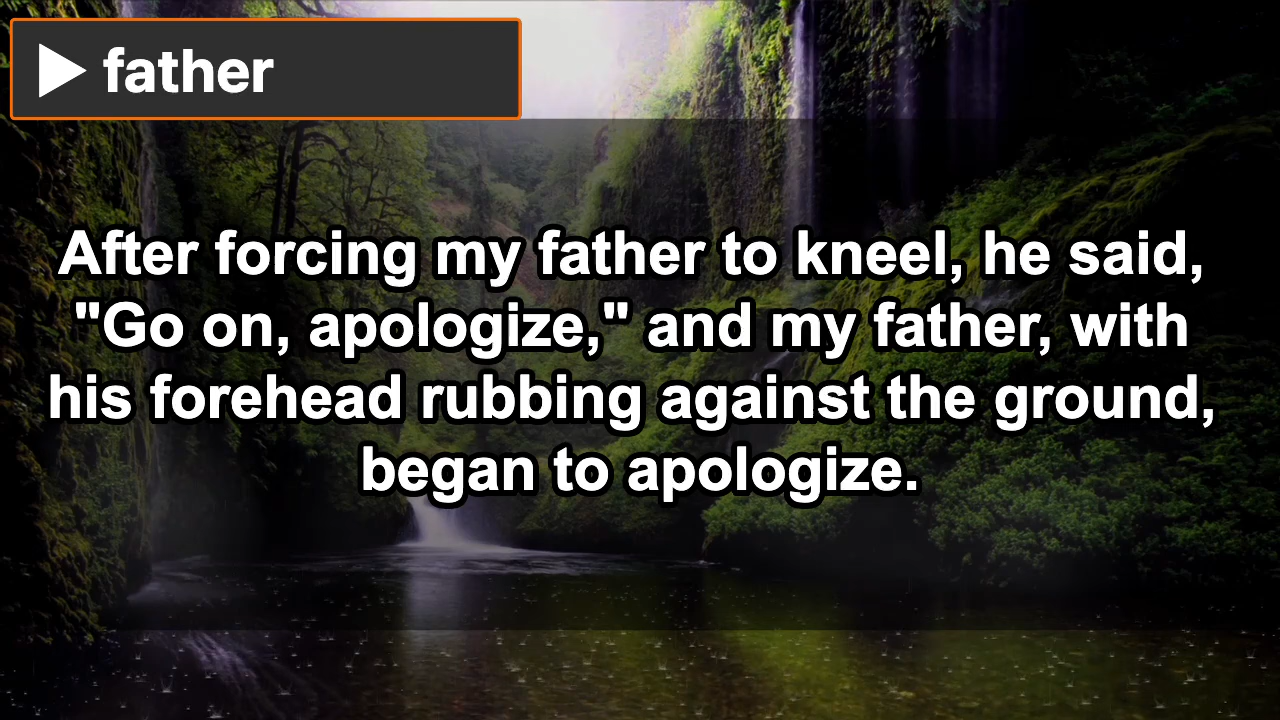 father
After forcing my father to kneel, he said,
"Go on, apologize," and my father, with
his forehead rubbing against the ground,
began to apologize.